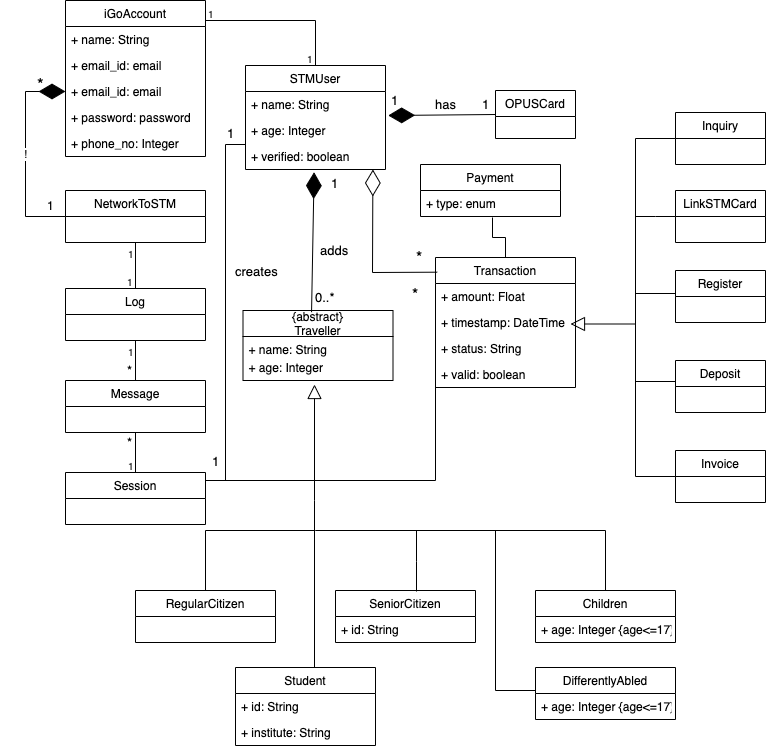 iGoAccount
+ name: String
+ email_id: email
+ email_id: email
+ password: password
+ phone_no: Integer
1
1
*
!
1
STMUser
+ name: String
+ age: Integer
+ verified: boolean
1
has
1
OPUSCard
1
1
adds
0..*
creates
1
Payment
+ type: enum
*
*
Transaction
+ amount: Float
+ timestamp: DateTime
+ status: String
+ valid: boolean
Inquiry
LinkSTMCard
Register
Deposit
Invoice
NetworkToSTM
1
1
Log
1
*
Message
*
1
Session
{abstract}
Traveller
+ name: String
+ age: Integer
RegularCitizen
SeniorCitizen
+ id: String
Children
+ age: Integer {age<=17}
Student
+ id: String
+ institute: String
DifferentlyAbled
+ age: Integer {age<=17}